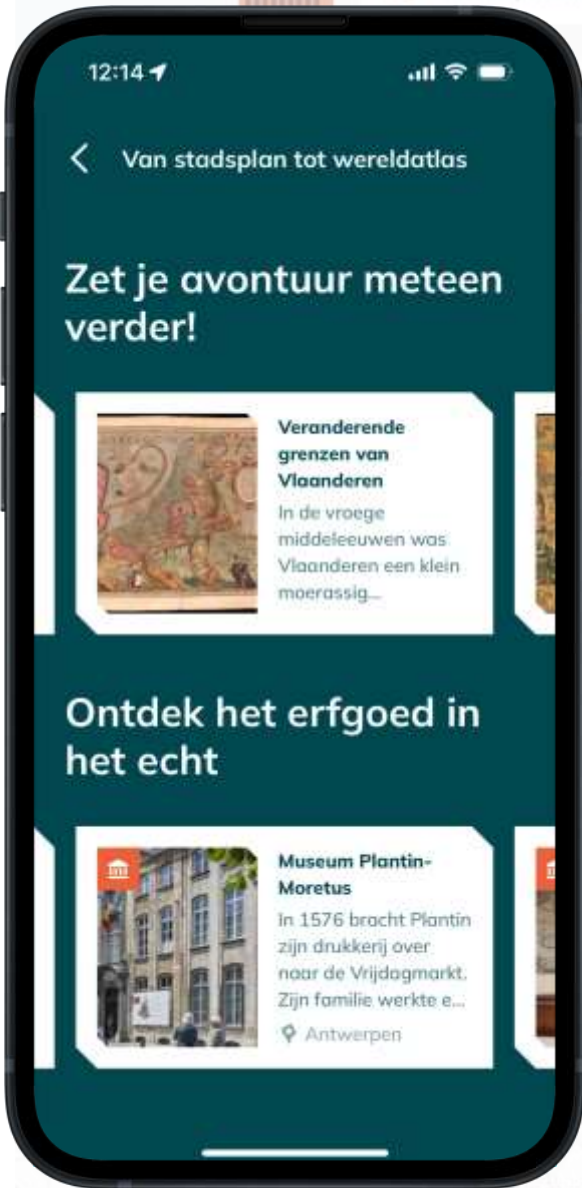 12:14
Van stadsplan tot wereldatlas
Zet je avontuur meteen
verder!
Veranderende
grenzen van
Vlaanderen
In de vroege
middeleeuwen was
Vlaanderen een klein
moerassig...
Ontdek het erfgoed in
het echt
Museum Plantin-
Moretus
In 1576 bracht Plantin
zijn drukkerij over
naar de Vrijdagmarkt.
Zijn familie werkte e...
Antwerpen